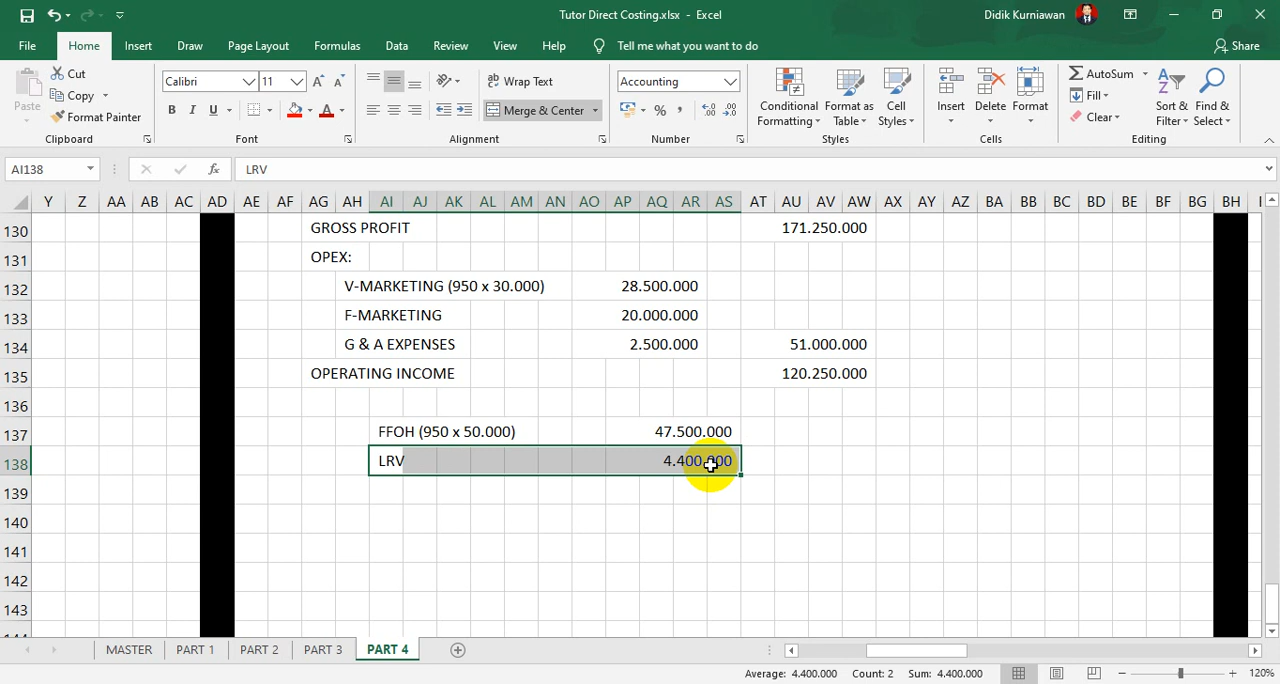 Tutor Direct Costing.xlsx - Excel
Didik Kurniawan
File Home Insert Draw Page Layout Formulas Data Review View Help Tell me what you want to do Share
Paste
Cut
Copy
Format Painter
Clipboard
Calibri 11
B I U
Font
Wrap Text
Merge & Center
Alignment
Accounting
%
Number
Conditional Formatting
Format as Table
Cell Styles
Styles
Insert Delete Format
Cells
AutoSum
Fill
Clear
Sort & Filter
Find & Select
Editing
AI138 fx LRV
Y Z AA AB AC AD AE AF AG AH AI AJ AK AL AM AN AO AP AQ AR AS AT AU AV AW AX AY AZ BA BB BC BD BE BF BG BH
130 GROSS PROFIT 171.250.000
131 OPEX:
132 V-MARKETING (950 x 30.000) 28.500.000
133 F-MARKETING 20.000.000
134 G & A EXPENSES 2.500.000 51.000.000
135 OPERATING INCOME 120.250.000
136
137 FFOH (950 x 50.000) 47.500.000
138 LRV 4.400.000
139
140
141
142
143
MASTER PART 1 PART 2 PART 3 PART 4
Average: 4.400.000 Count: 2 Sum: 4.400.000 120%